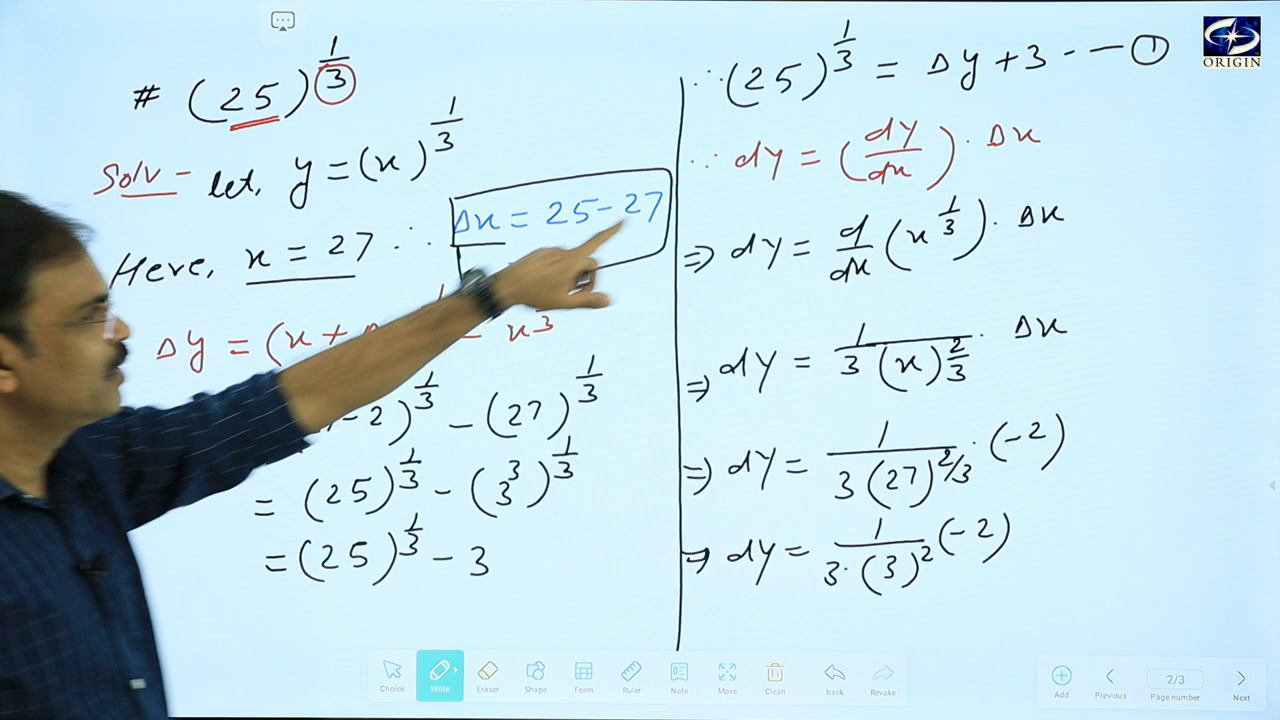 # (25)^(1/3)
Solv - let, y = (x)^(1/3)
Here, x = 27 ∴ Δx = 25 - 27
Δy = (x + - x^(1/3)
-2)^(1/3) - (27)^(1/3)
= (25)^(1/3) - (3^3)^(1/3)
= (25)^(1/3) - 3
∴ (25)^(1/3) = Δy + 3 - - - ①
∵ dy = (dy/dx) · Δx
⇒ dy = d/dx (x^(1/3)) · Δx
⇒ dy = 1/(3(x)^(2/3)) · Δx
⇒ dy = 1/(3(27)^(2/3)) · (-2)
⇒ dy = 1/(3·(3)^2) (-2)
ORIGIN
Choice Write Eraser Shape Form Ruler Note Move Clean back Revoke
Add Previous 2/3 Page number Next